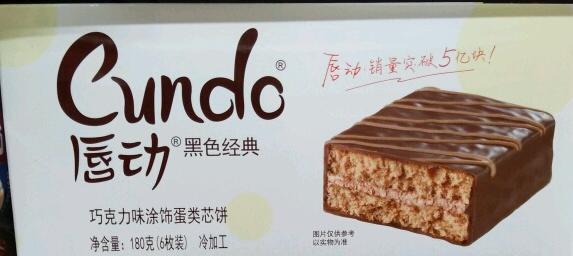 Cundo®
唇动 销量突破5亿块!
唇动®黑色经典
巧克力味涂饰蛋类芯饼
净含量: 180克(6枚装) 冷加工
图片仅供参考
以实物为准